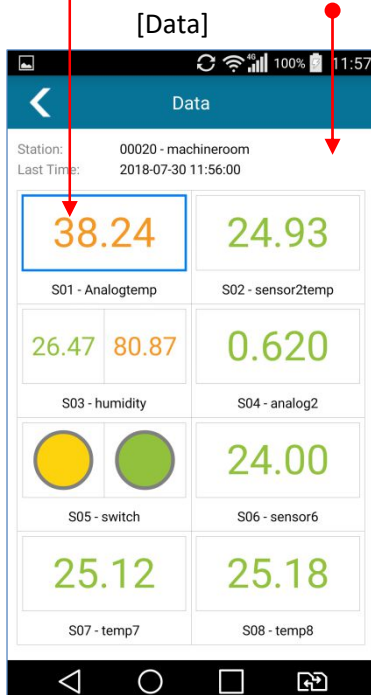 [Data]
4G 100% 11:57
Data
Station: 00020 - machineroom
Last Time: 2018-07-30 11:56:00
38.24 24.93
S01 - Analogtemp S02 - sensor2temp
26.47 80.87 0.620
S03 - humidity S04 - analog2
24.00
S05 - switch S06 - sensor6
25.12 25.18
S07 - temp7 S08 - temp8